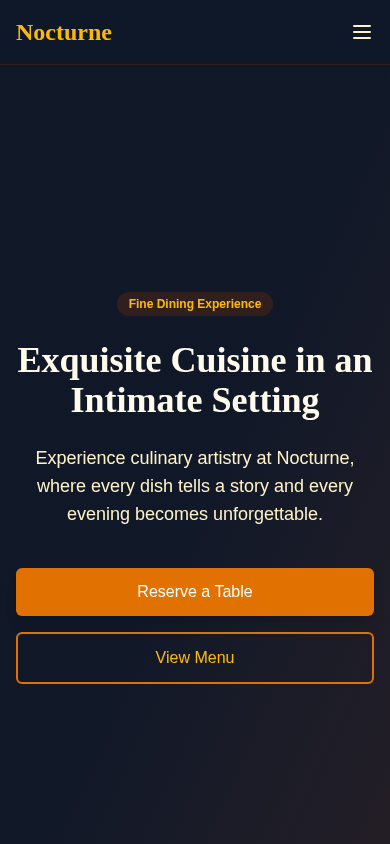 Nocturne
Fine Dining Experience
Exquisite Cuisine in an
Intimate Setting
Experience culinary artistry at Nocturne,
where every dish tells a story and every
evening becomes unforgettable.
Reserve a Table
View Menu